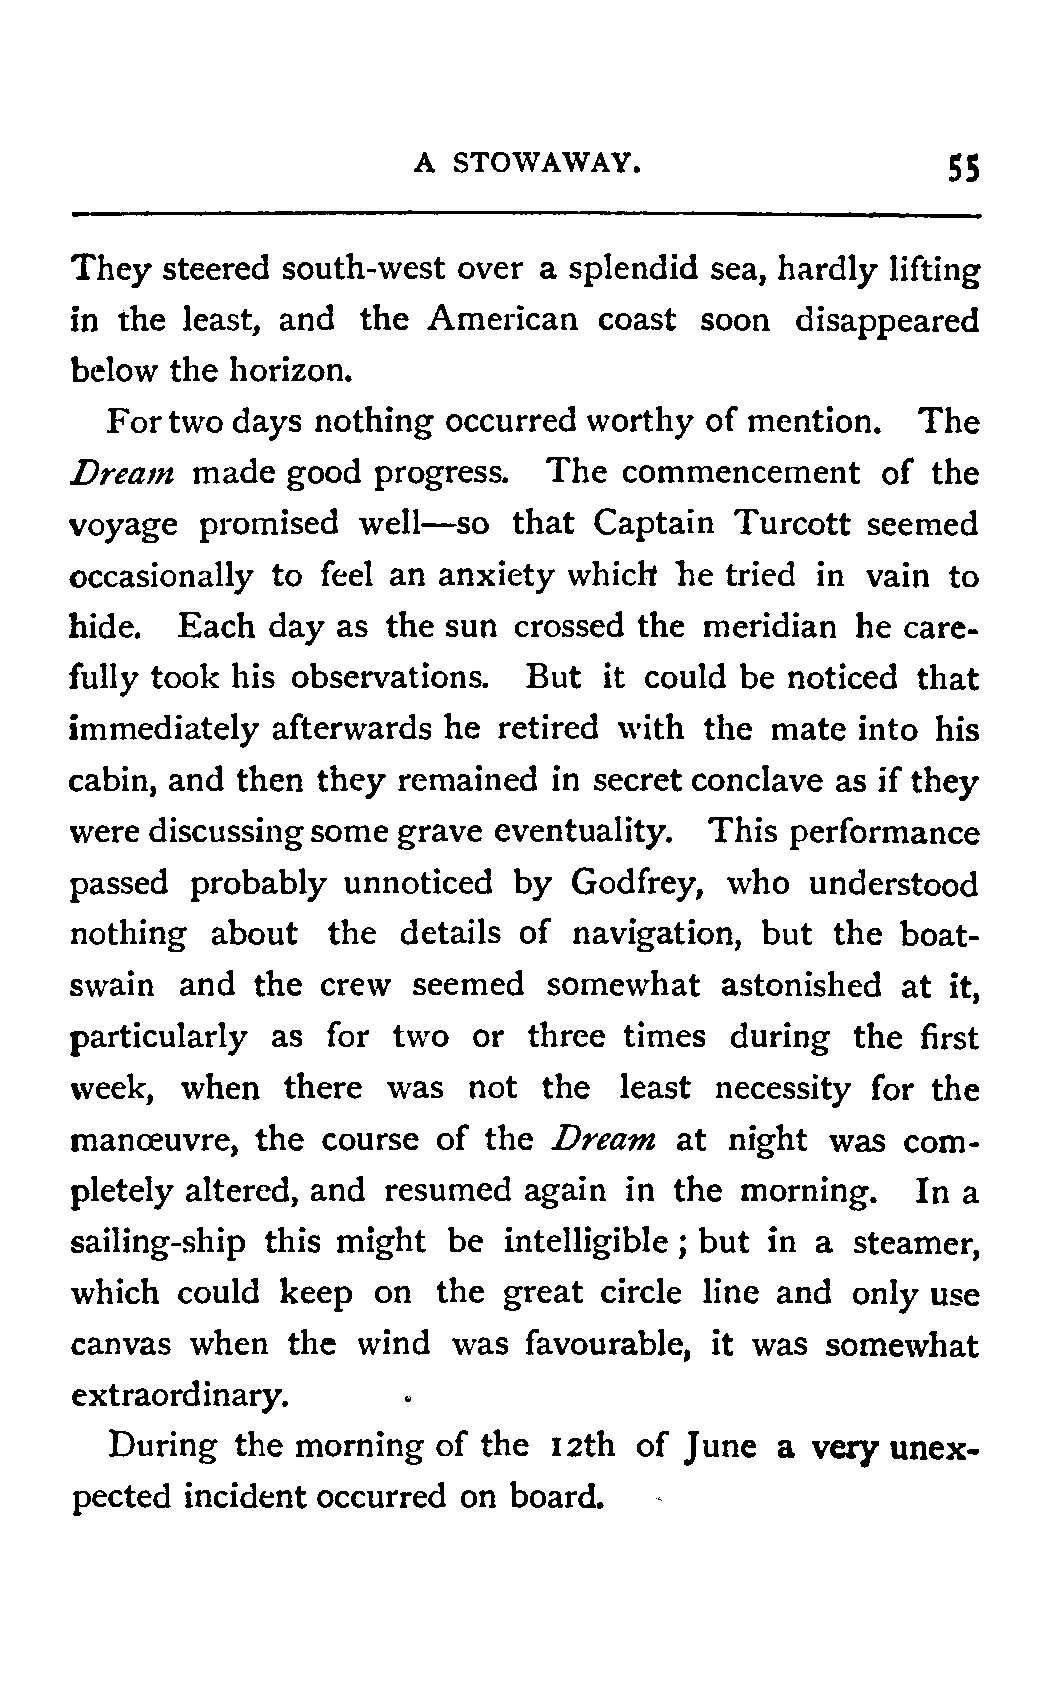 A STOWAWAY. 55
They steered south-west over a splendid sea, hardly lifting
in the least, and the American coast soon disappeared
below the horizon.
For two days nothing occurred worthy of mention. The
Dream made good progress. The commencement of the
voyage promised well—so that Captain Turcott seemed
occasionally to feel an anxiety which he tried in vain to
hide. Each day as the sun crossed the meridian he care-
fully took his observations. But it could be noticed that
immediately afterwards he retired with the mate into his
cabin, and then they remained in secret conclave as if they
were discussing some grave eventuality. This performance
passed probably unnoticed by Godfrey, who understood
nothing about the details of navigation, but the boat-
swain and the crew seemed somewhat astonished at it,
particularly as for two or three times during the first
week, when there was not the least necessity for the
manœuvre, the course of the Dream at night was com-
pletely altered, and resumed again in the morning. In a
sailing-ship this might be intelligible ; but in a steamer,
which could keep on the great circle line and only use
canvas when the wind was favourable, it was somewhat
extraordinary.
During the morning of the 12th of June a very unex-
pected incident occurred on board.